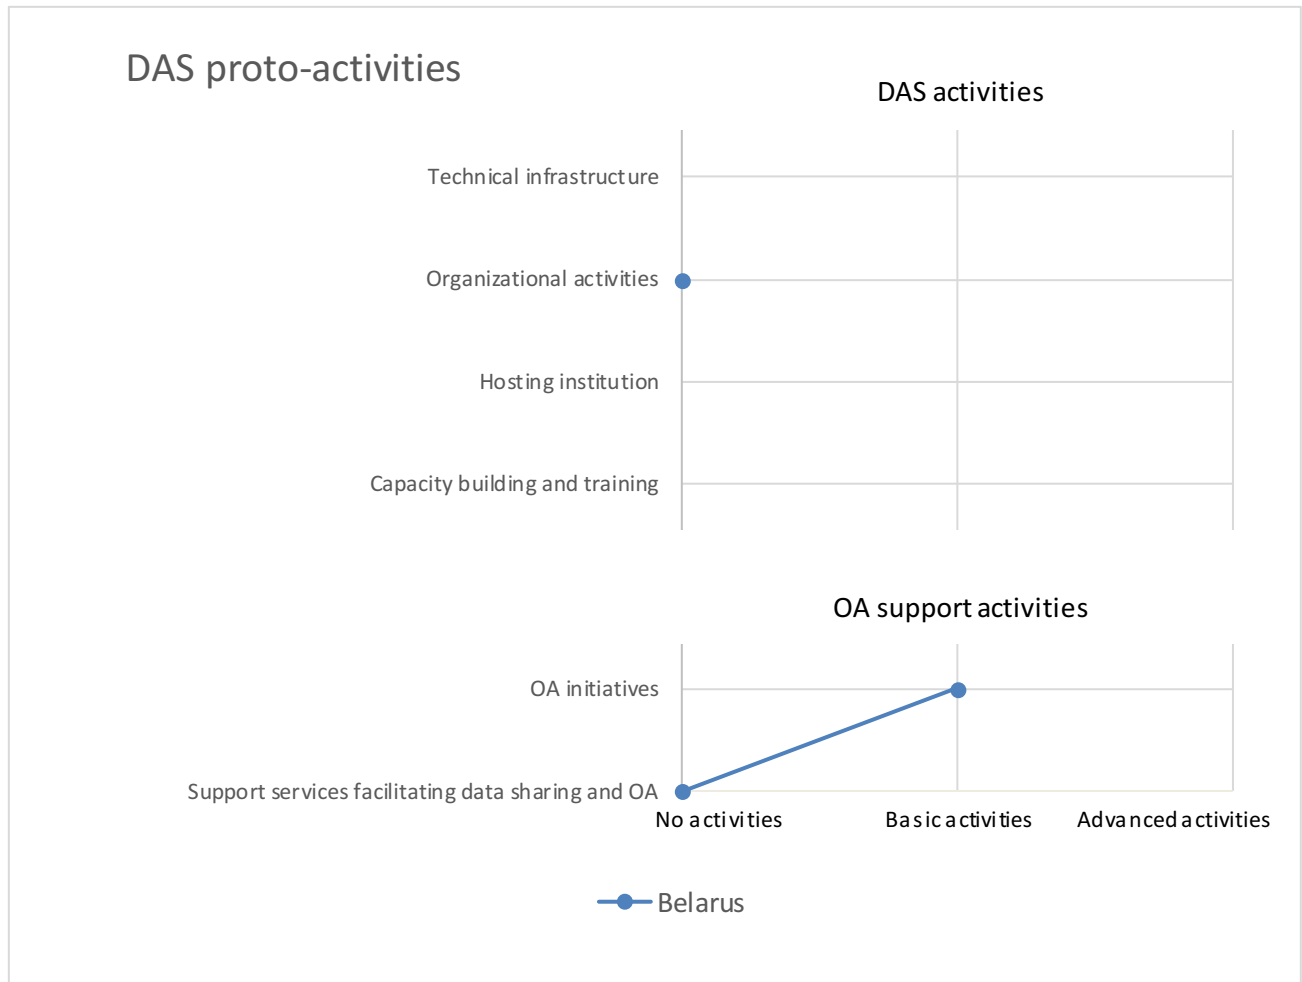 DAS proto-activities
DAS activities
Technical infrastructure
Organizational activities
Hosting institution
Capacity building and training
OA support activities
OA initiatives
Support services facilitating data sharing and OA
No activities
Basic activities
Advanced activities
Belarus